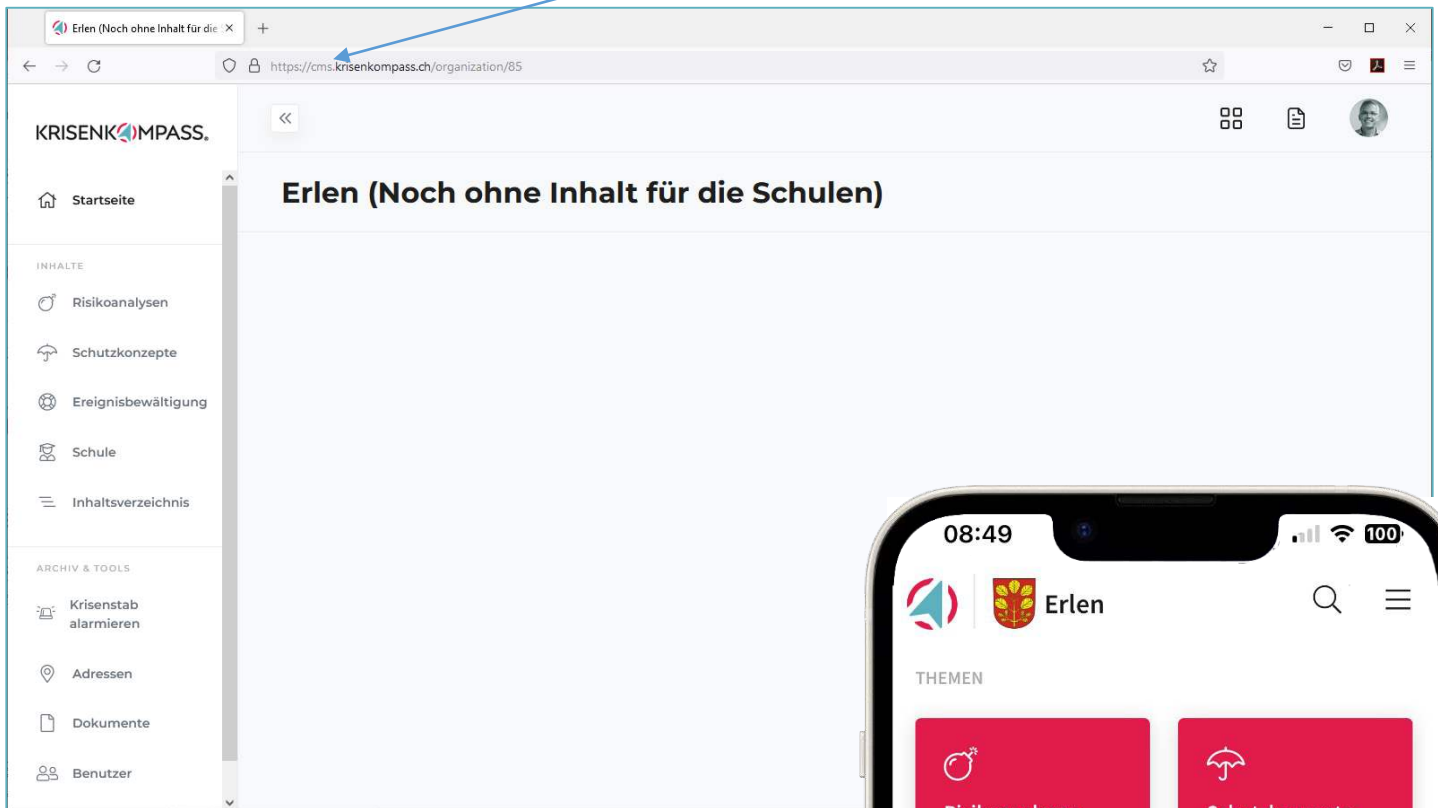 Erlen (Noch ohne Inhalt für die
https://cms.krisenkompass.ch/organization/85
KRISENKOMPASS.
Erlen (Noch ohne Inhalt für die Schulen)
Startseite
INHALTE
Risikoanalysen
Schutzkonzepte
Ereignisbewältigung
Schule
Inhaltsverzeichnis
ARCHIV & TOOLS
Krisenstab
alarmieren
Adressen
Dokumente
Benutzer
08:49
100
Erlen
THEMEN